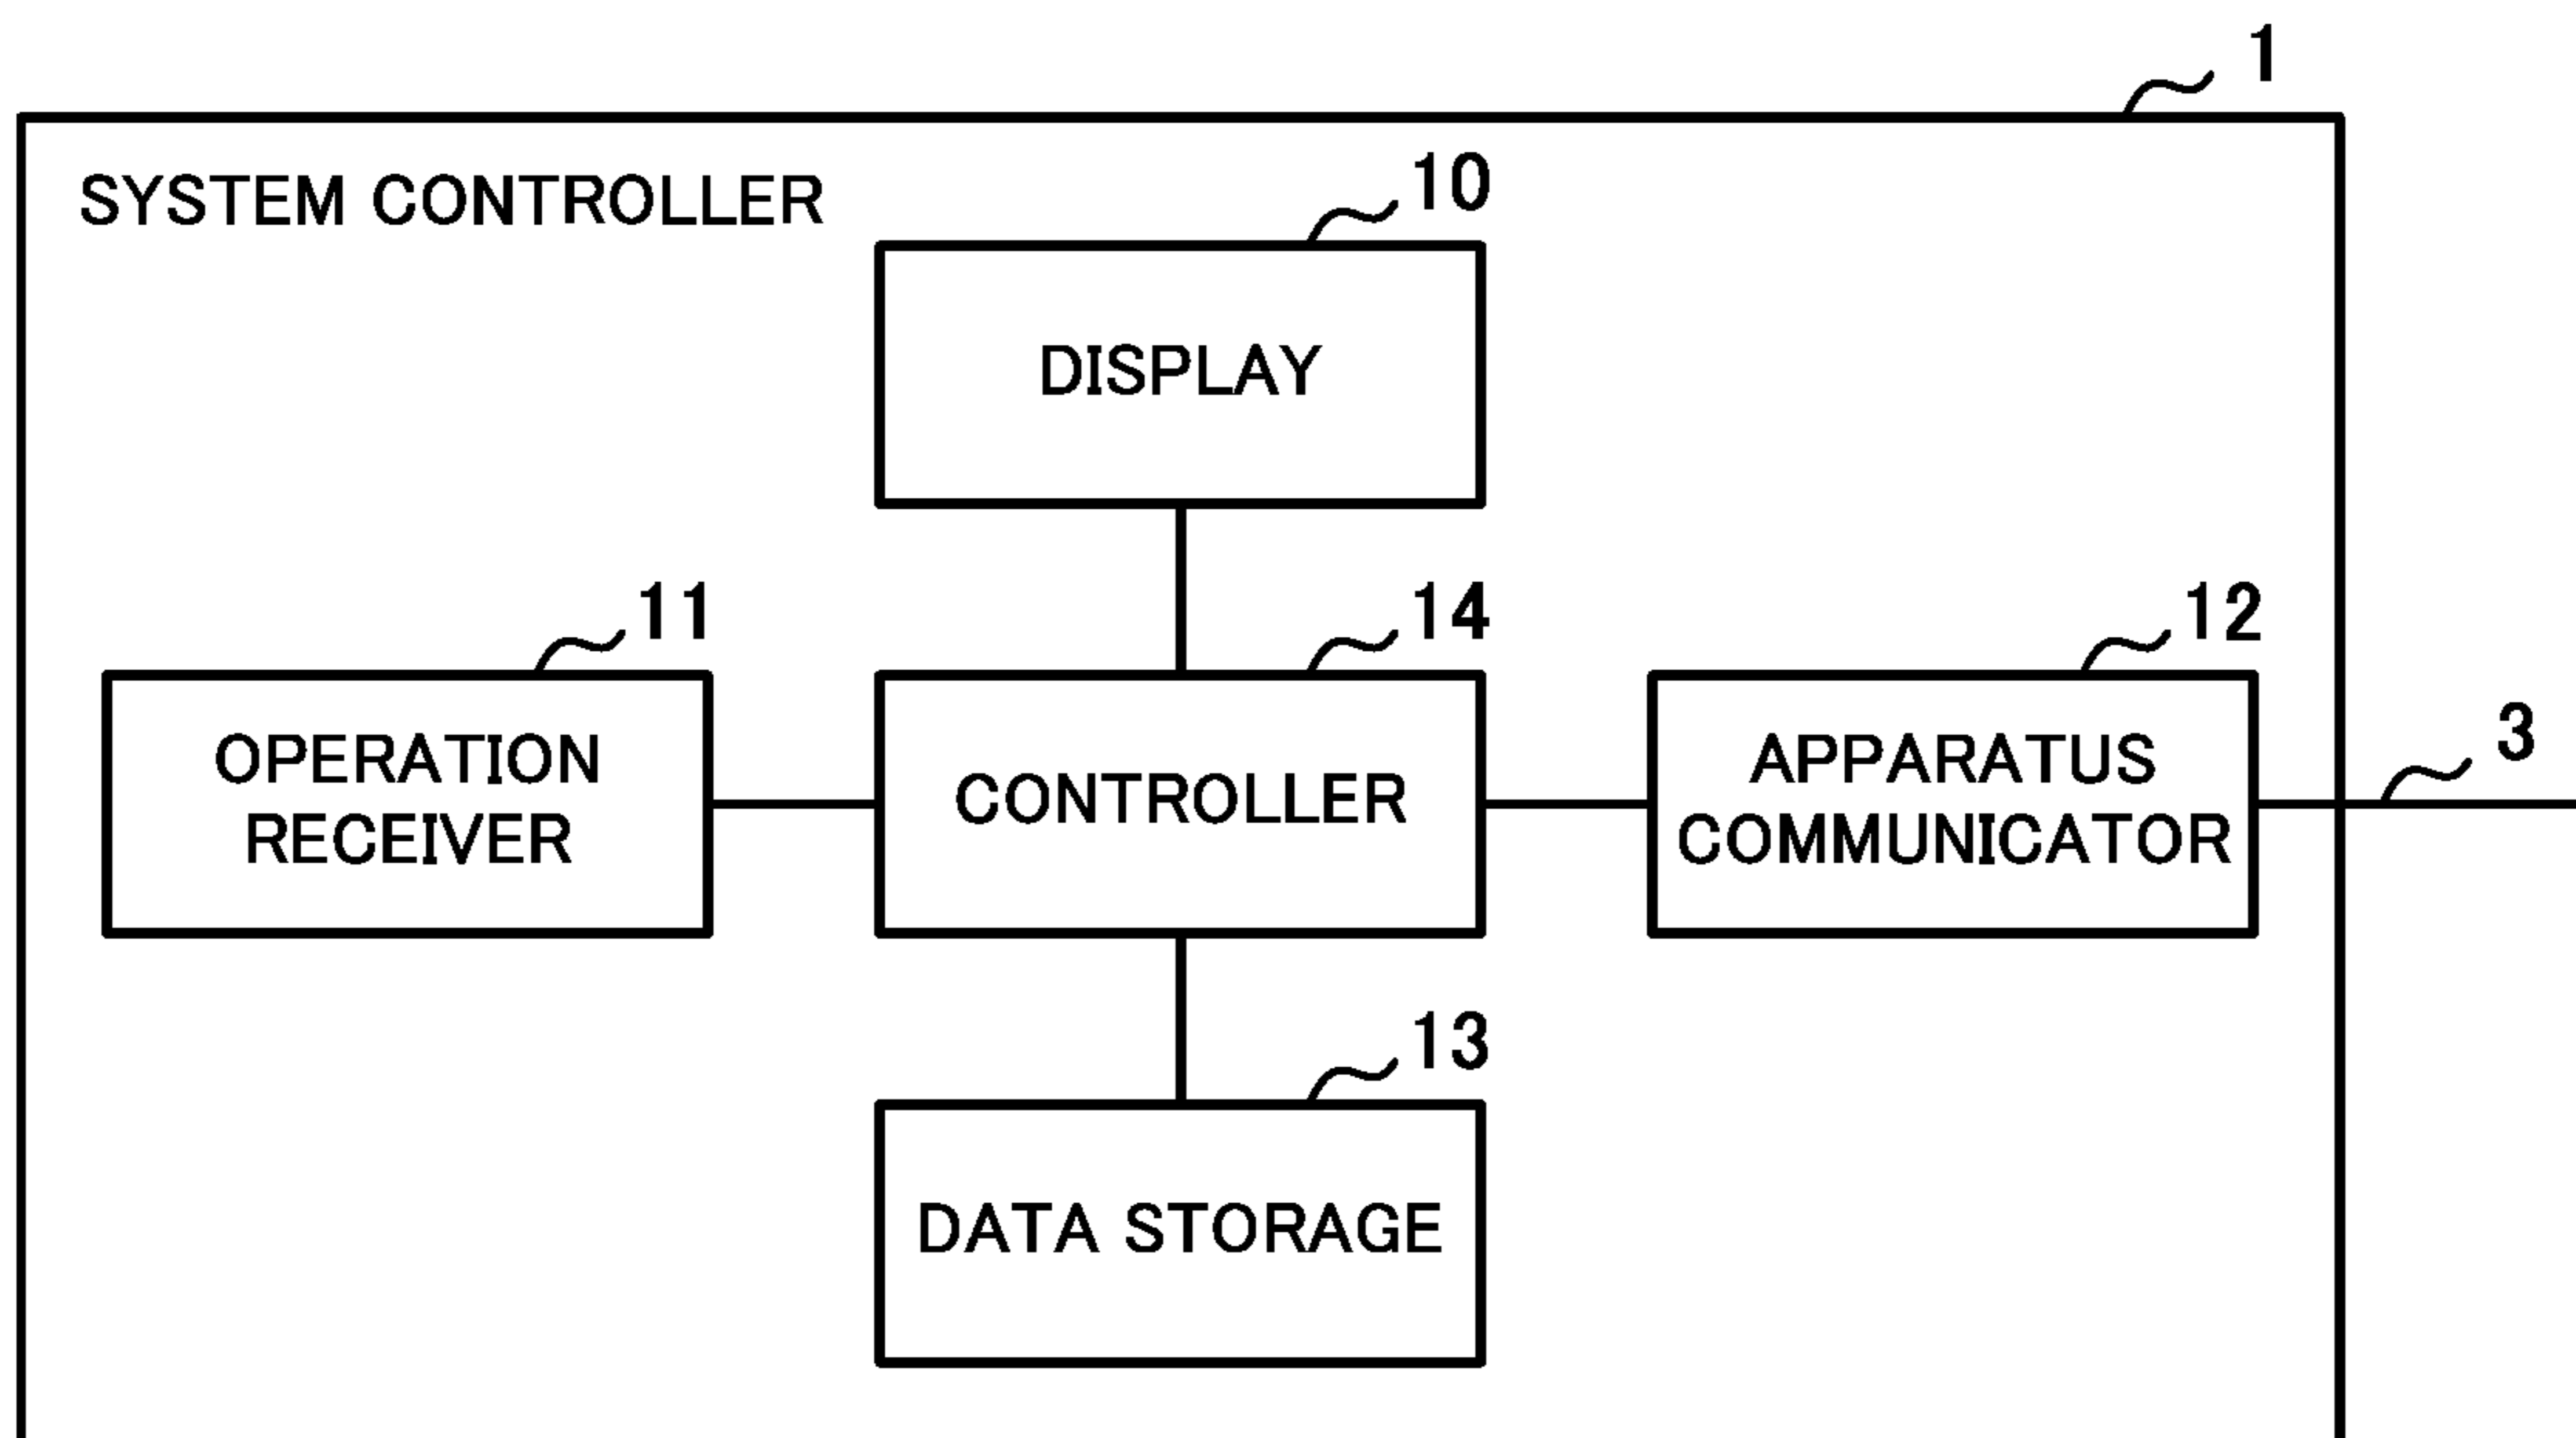 1
SYSTEM CONTROLLER
10
DISPLAY
11
14
12
OPERATION
RECEIVER
CONTROLLER
APPARATUS
COMMUNICATOR
3
13
DATA STORAGE